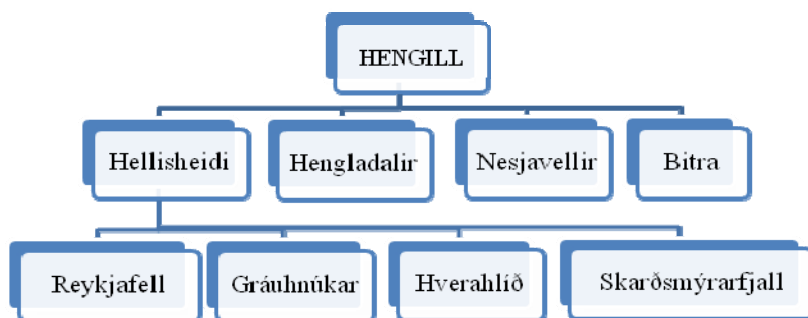 HENGILL
Hellisheidi Hengladalir Nesjavellir Bitra
Reykjafell Gráuhnúkar Hverahlíð Skarðsmýrarfjall